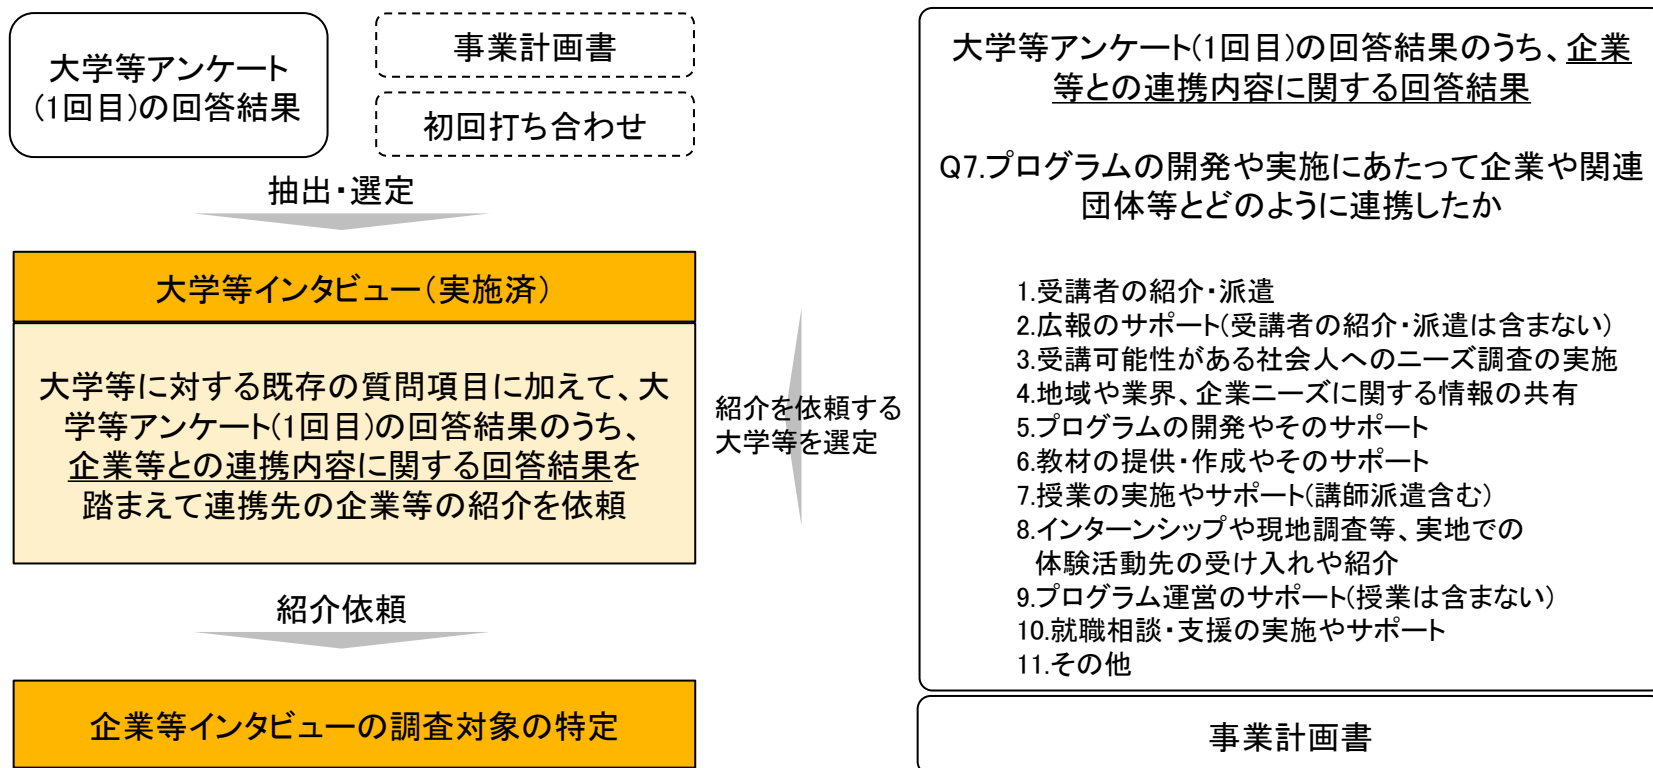 大学等アンケート
(1回目)の回答結果
事業計画書
初回打ち合わせ
抽出・選定
大学等インタビュー(実施済)
大学等に対する既存の質問項目に加えて、大
学等アンケート(1回目)の回答結果のうち、
企業等との連携内容に関する回答結果を
踏まえて連携先の企業等の紹介を依頼
紹介依頼
企業等インタビューの調査対象の特定
紹介を依頼する
大学等を選定
大学等アンケート(1回目)の回答結果のうち、企業
等との連携内容に関する回答結果
Q7.プログラムの開発や実施にあたって企業や関連
団体等とどのように連携したか
1.受講者の紹介・派遣
2.広報のサポート(受講者の紹介・派遣は含まない)
3.受講可能性がある社会人へのニーズ調査の実施
4.地域や業界、企業ニーズに関する情報の共有
5.プログラムの開発やそのサポート
6.教材の提供・作成やそのサポート
7.授業の実施やサポート(講師派遣含む)
8.インターンシップや現地調査等、実地での
体験活動先の受け入れや紹介
9.プログラム運営のサポート(授業は含まない)
10.就職相談・支援の実施やサポート
11.その他
事業計画書